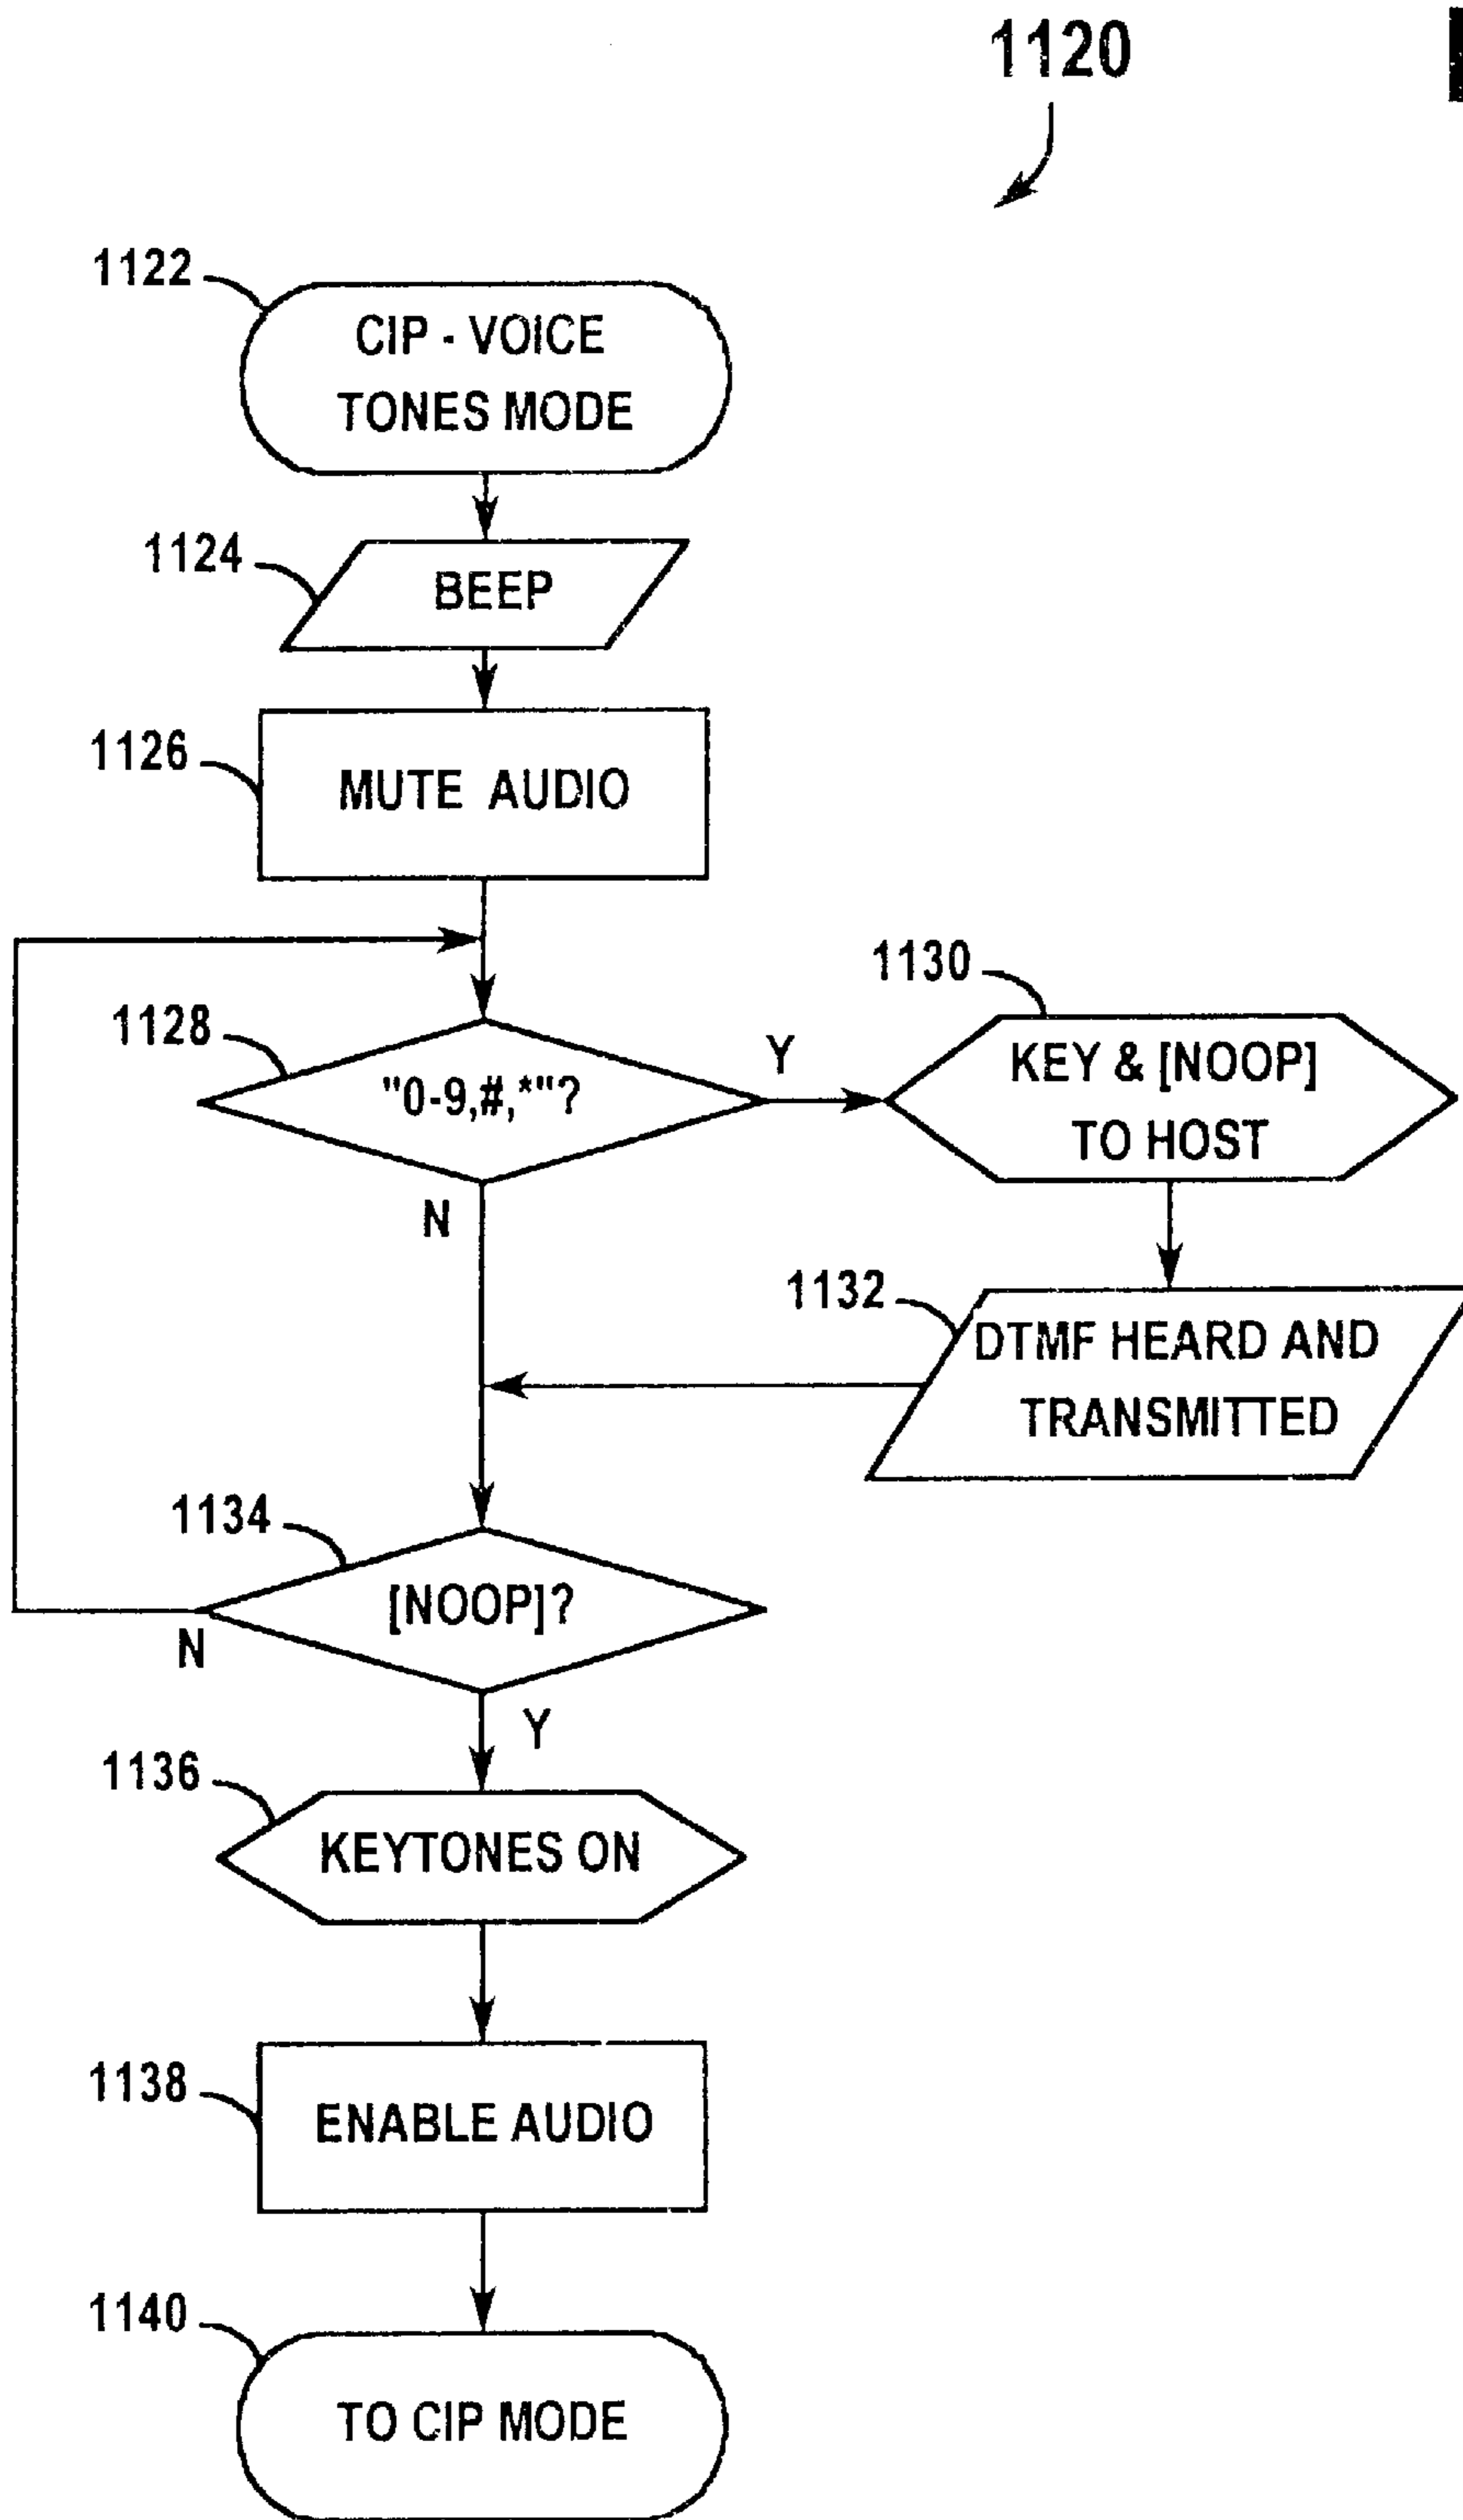 1120
1122
CIP - VOICE
TONES MODE
1124
BEEP
1126
MUTE AUDIO
1128
"0-9,#,*"?
Y
N
1130
KEY & [NOOP]
TO HOST
1132
DTMF HEARD AND
TRANSMITTED
1134
[NOOP]?
N
Y
1136
KEYTONES ON
1138
ENABLE AUDIO
1140
TO CIP MODE